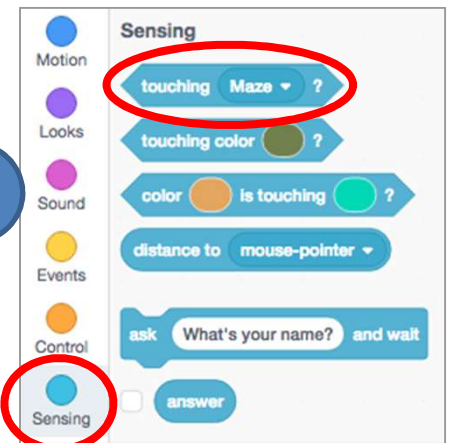 Motion
Looks
Sound
Events
Control
Sensing
Sensing
touching Maze ?
touching color ?
color is touching ?
distance to mouse-pointer
ask What's your name? and wait
answer